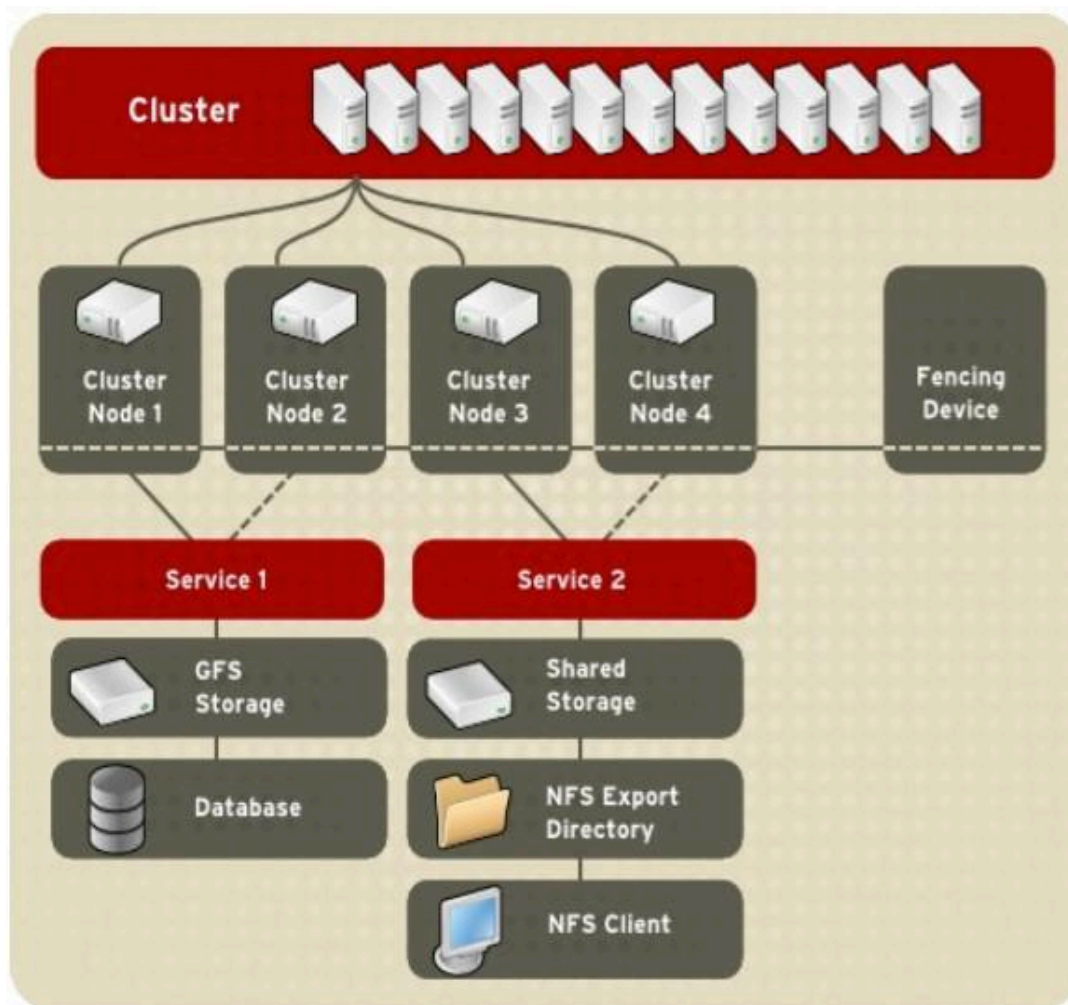 Cluster
Cluster
Node 1
Cluster
Node 2
Cluster
Node 3
Cluster
Node 4
Fencing
Device
Service 1
Service 2
GFS
Storage
Shared
Storage
Database
NFS Export
Directory
NFS Client